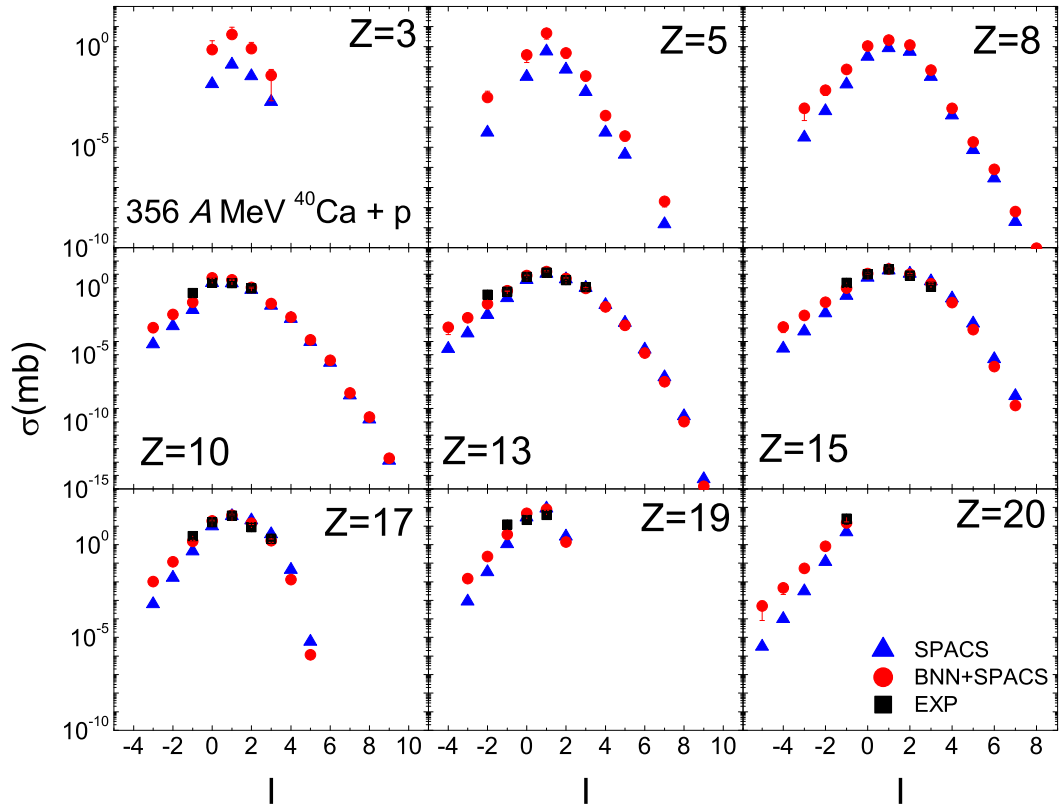 Z=3
Z=5
Z=8
10^0
10^-5
10^-10
356 A MeV ^40Ca + p
10^0
10^-5
10^-10
10^-15
Z=10
Z=13
Z=15
σ(mb)
Z=17
Z=19
Z=20
10^0
10^-5
10^-10
SPACS
BNN+SPACS
EXP
-4 -2 0 2 4 6 8 10
-4 -2 0 2 4 6 8 10
-4 -2 0 2 4 6 8
I
I
I